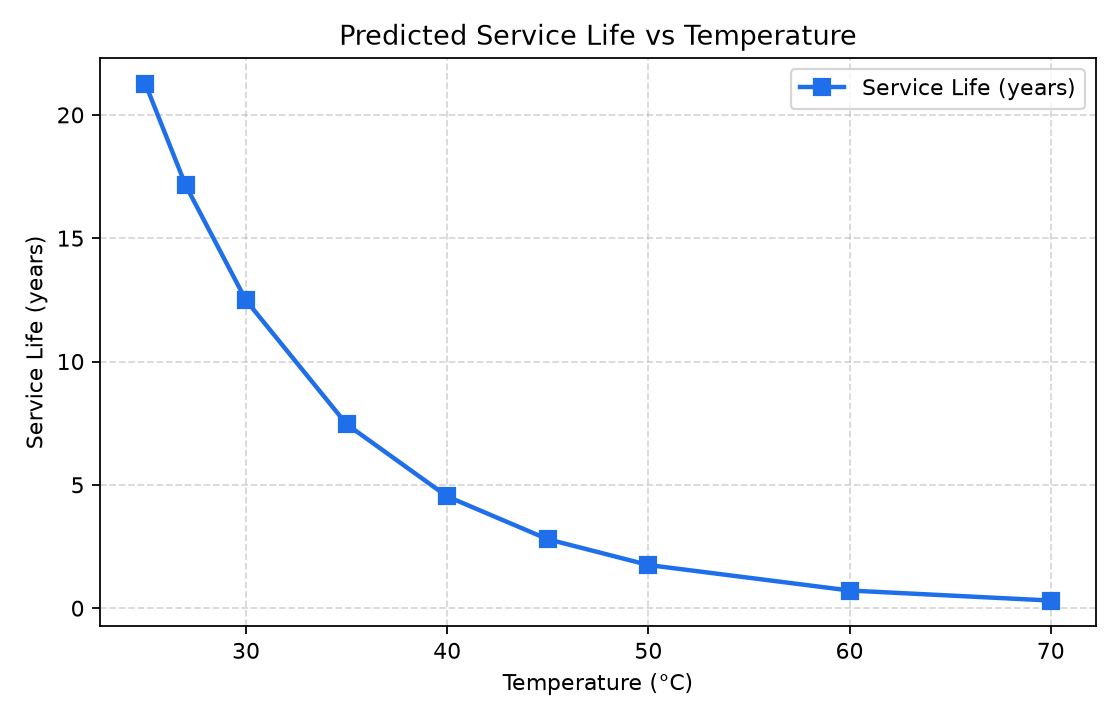 Predicted Service Life vs Temperature
Service Life (years)
Service Life (years)
20
15
10
5
0
30 40 50 60 70
Temperature (°C)